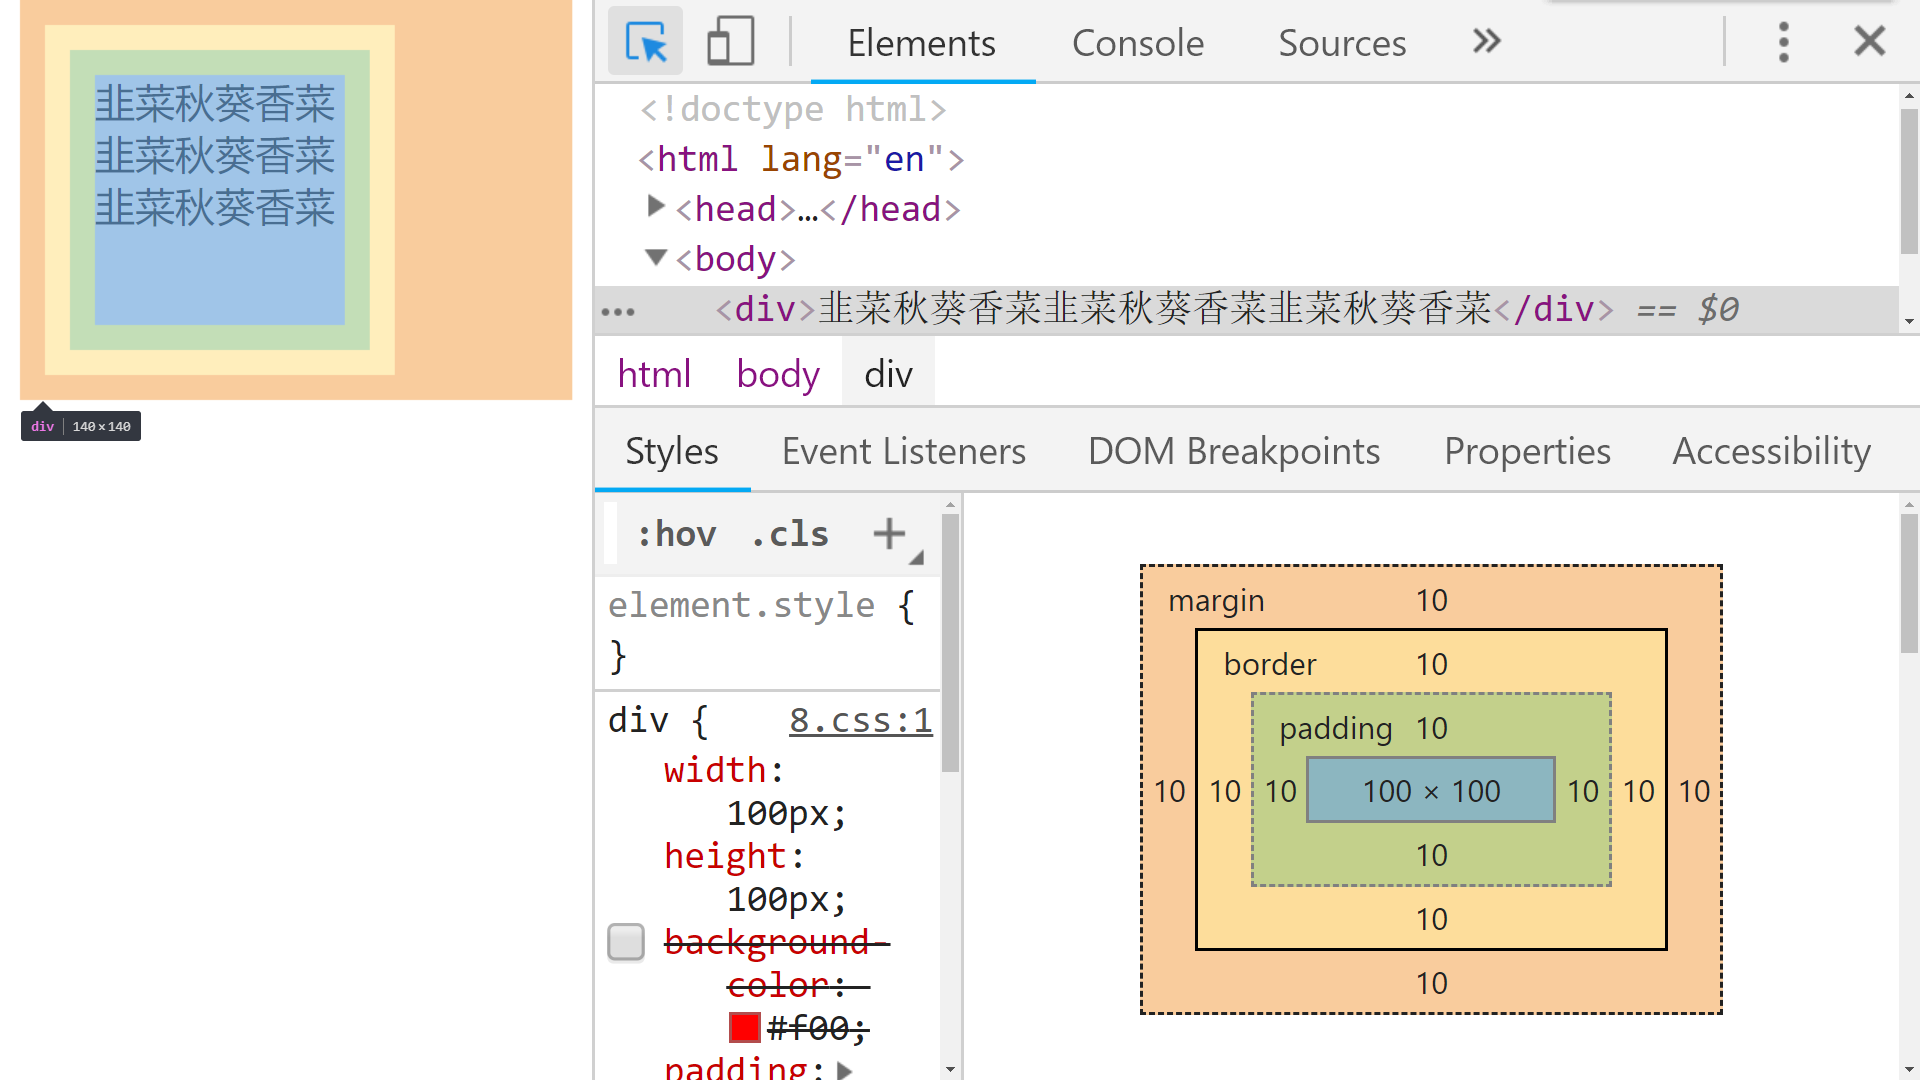 韭菜秋葵香菜
韭菜秋葵香菜
韭菜秋葵香菜
div 140×140
Elements Console Sources
<!doctype html>
<html lang="en">
<head>…</head>
<body>
<div>韭菜秋葵香菜韭菜秋葵香菜韭菜秋葵香菜</div> == $0
html body div
Styles Event Listeners DOM Breakpoints Properties Accessibility
:hov .cls +
element.style {
}
div { 8.css:1
width:
100px;
height:
100px;
background-
color:
#f00;
padding:
margin 10
border 10
padding 10
10 10 10 100 × 100 10 10 10
10
10
10